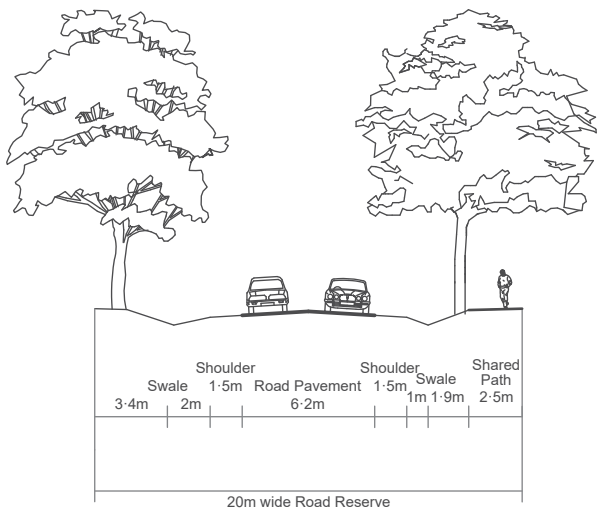 Shoulder
Shoulder
Shared
Path
Swale
Swale
1·5m
Road Pavement
1·5m
3·4m
2m
6·2m
1m 1·9m
2·5m
20m wide Road Reserve